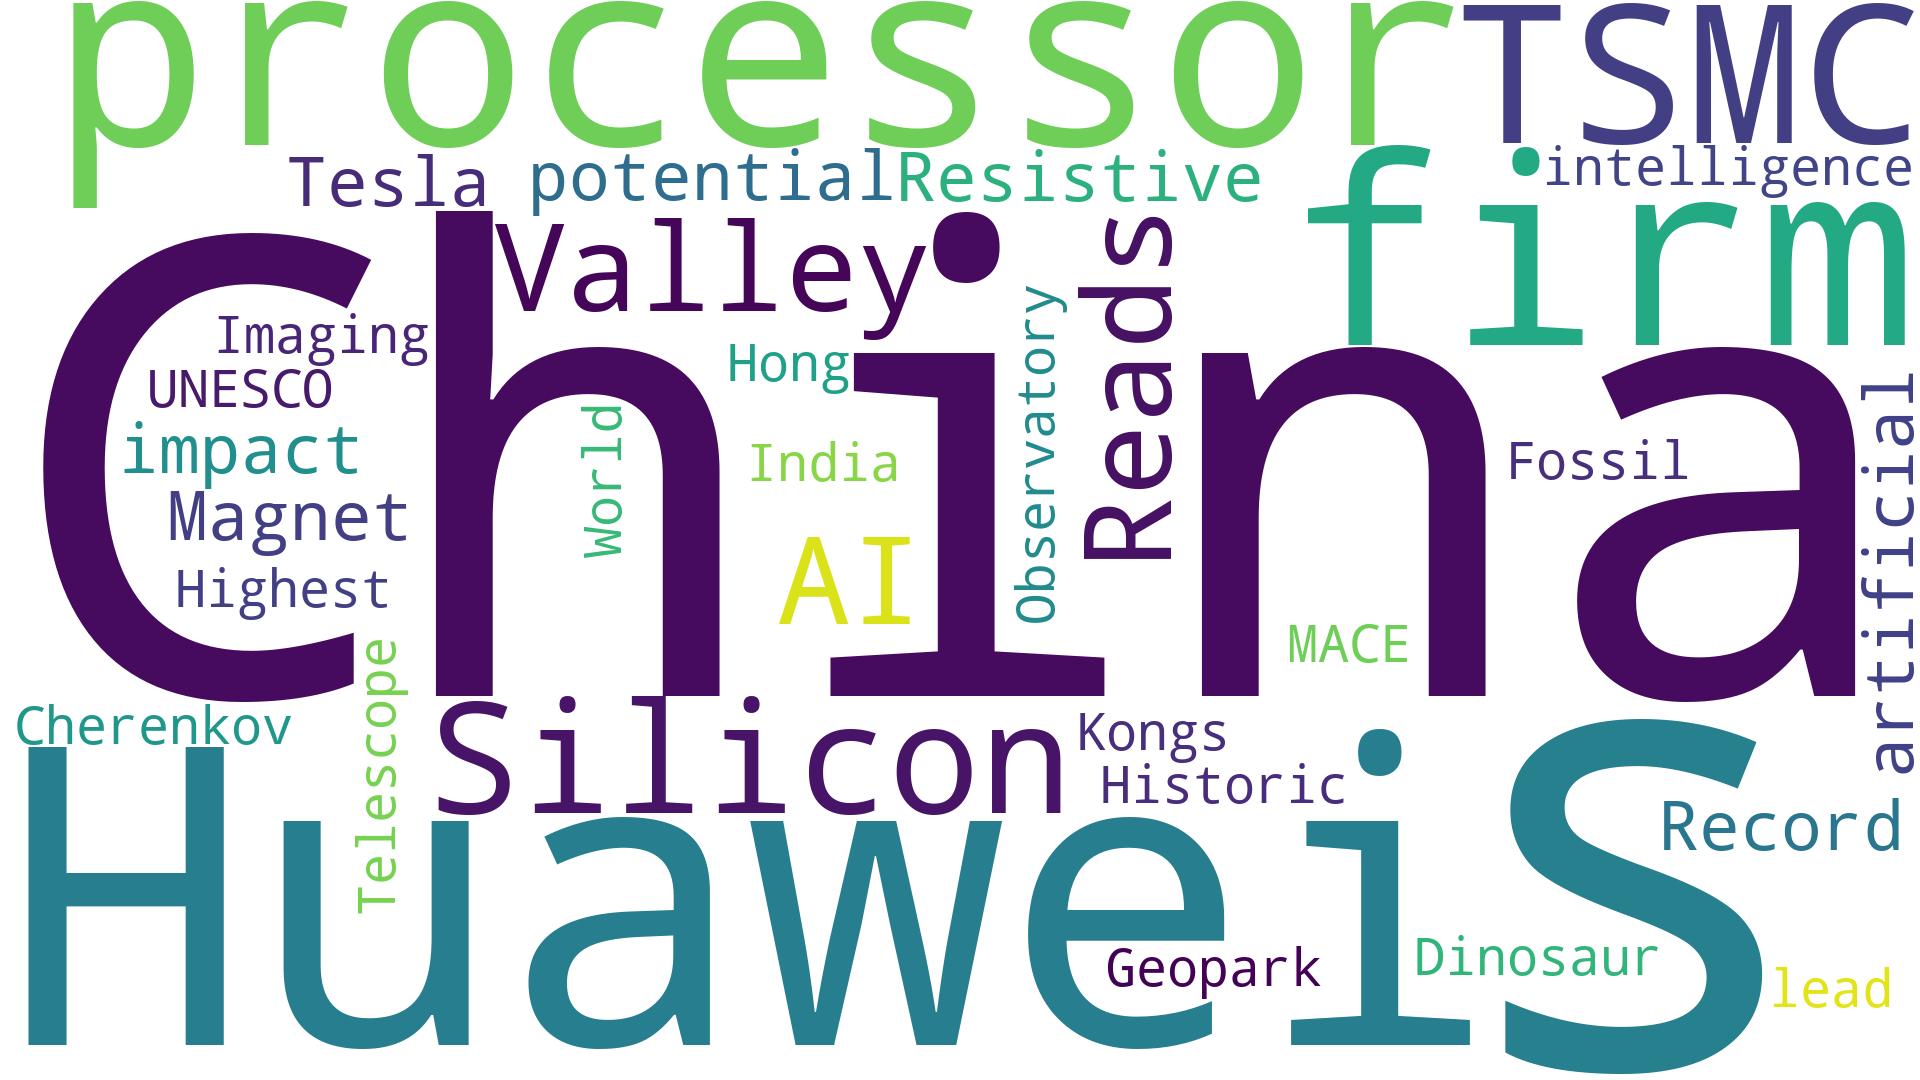 processor
TSMC
Tesla
potential
Resistive
intelligence
firm
Valley
Reads
China
Imaging
Hong
Observatory
UNESCO
artificial
impact
World
India
Fossil
Magnet
AI
Highest
MACE
Telescope
Cherenkov
Silicon
Kongs
Historic
HuaweiS
Record
Geopark
Dinosaur
lead